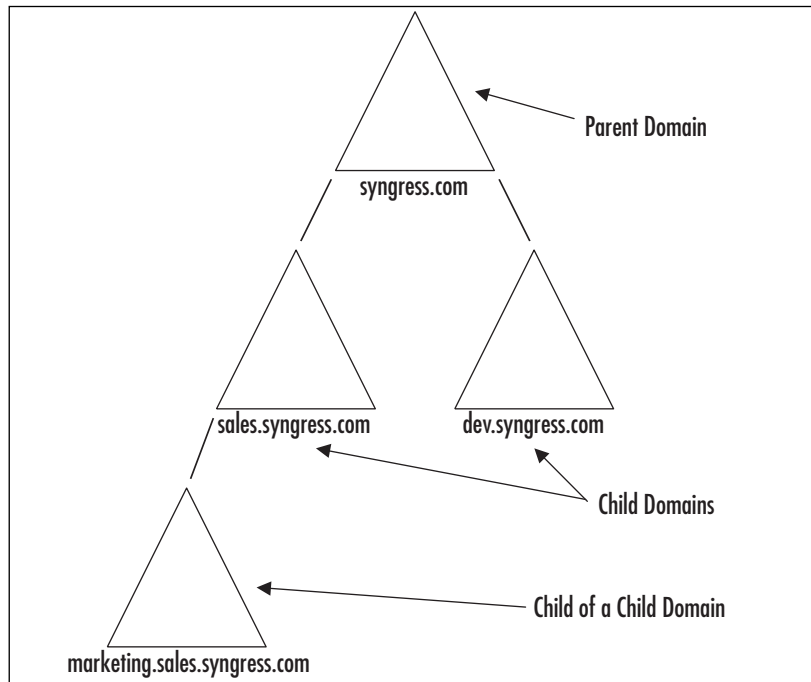 Parent Domain
syngress.com
sales.syngress.com
dev.syngress.com
Child Domains
Child of a Child Domain
marketing.sales.syngress.com